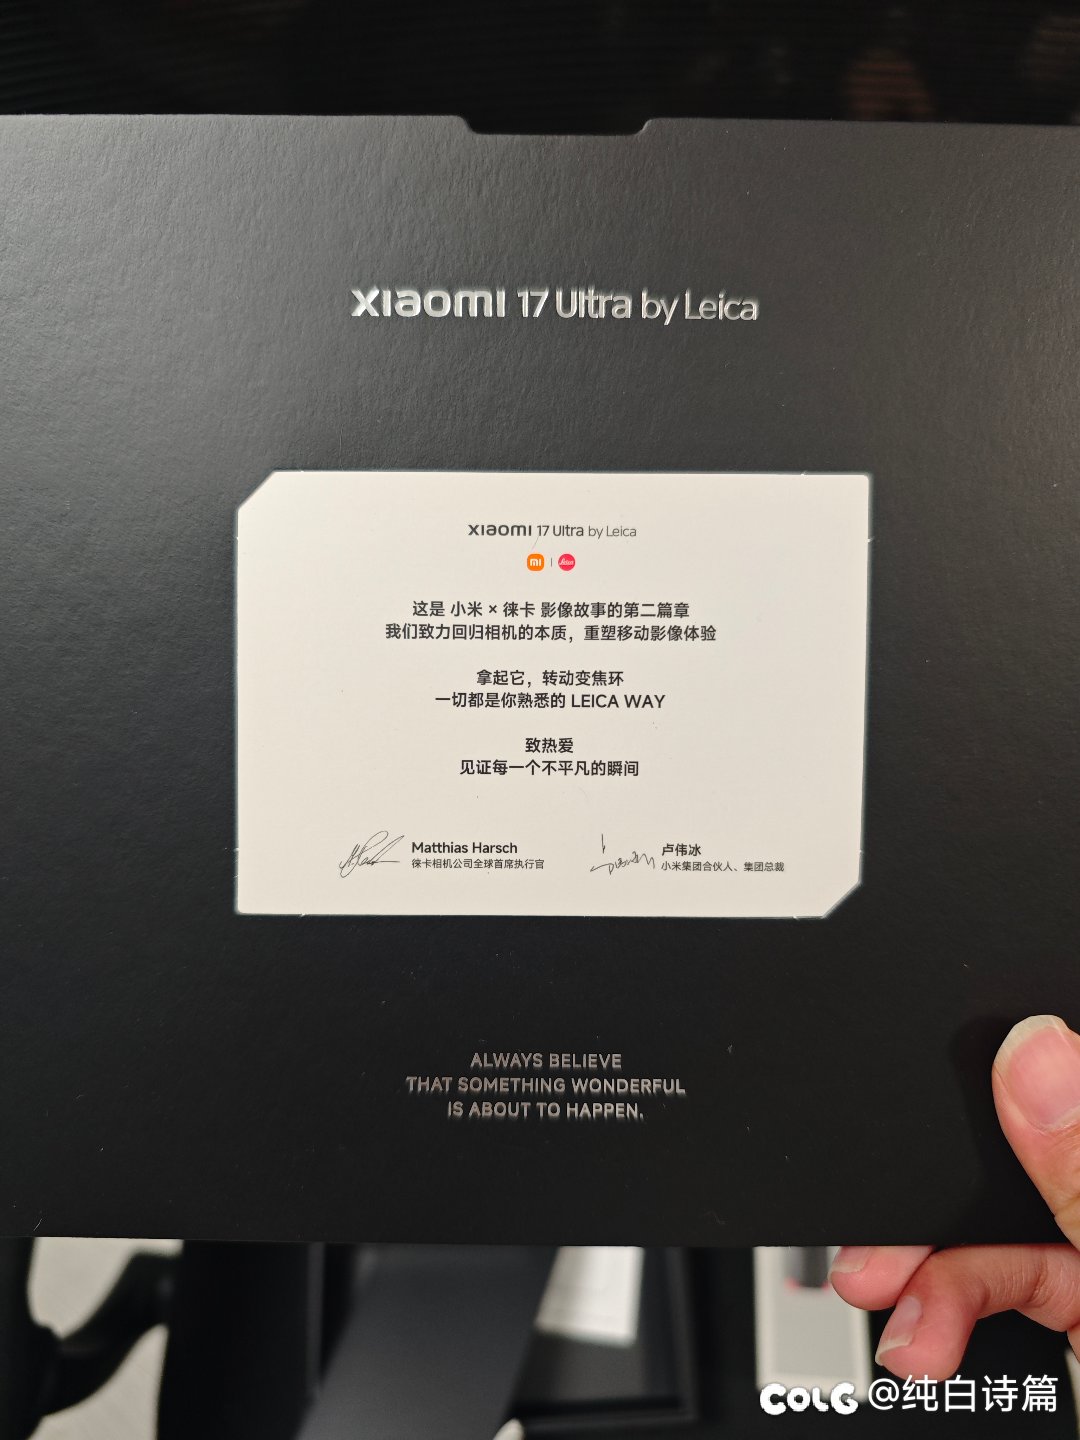 xiaomi 17 Ultra by Leica
xiaomi 17 Ultra by Leica
mi | Leica
这是 小米 × 徕卡 影像故事的第二篇章
我们致力回归相机的本质，重塑移动影像体验
拿起它，转动变焦环
一切都是你熟悉的 LEICA WAY
致热爱
见证每一个不平凡的瞬间
Matthias Harsch
徕卡相机公司全球首席执行官
卢伟冰
小米集团合伙人、集团总裁
ALWAYS BELIEVE
THAT SOMETHING WONDERFUL
IS ABOUT TO HAPPEN.
COLG @纯白诗篇